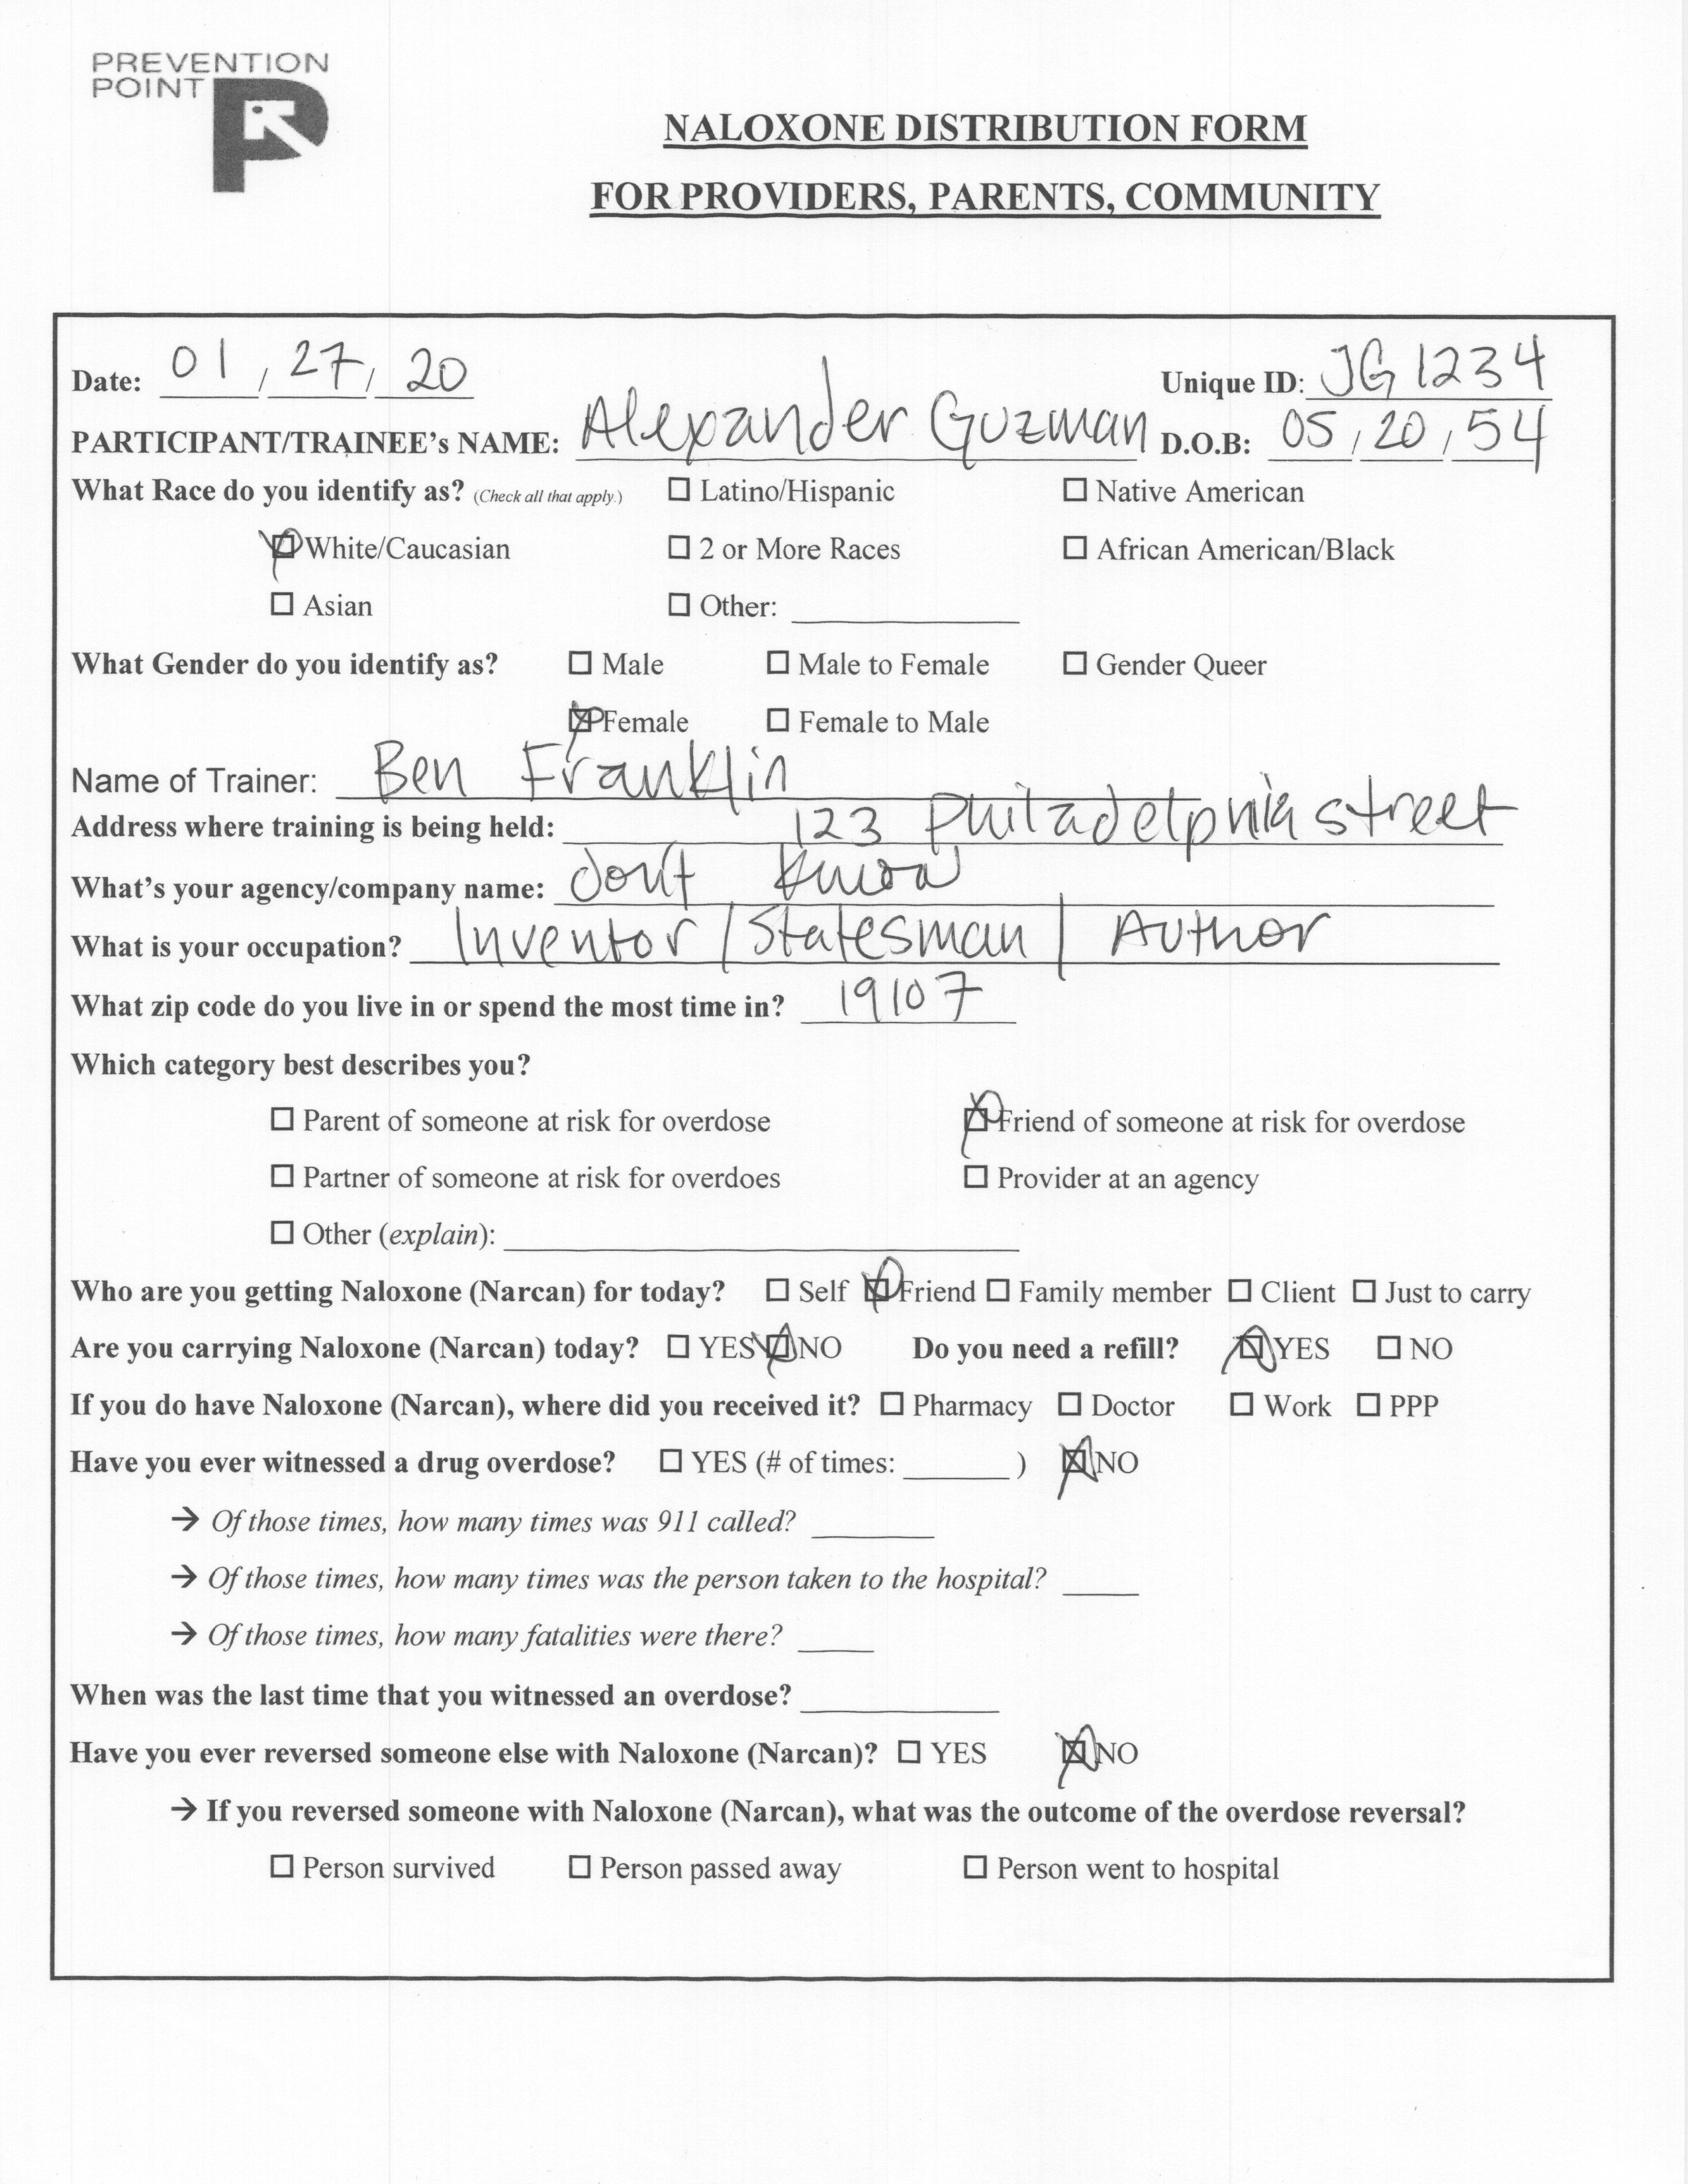 PREVENTION
POINT
NALOXONE DISTRIBUTION FORM
FOR PROVIDERS, PARENTS, COMMUNITY
Date: 01 / 27 / 20 Unique ID: JG1234
PARTICIPANT/TRAINEE's NAME: Alexander Guzman D.O.B: 05 / 20 / 54
What Race do you identify as? (Check all that apply.) ☐ Latino/Hispanic ☐ Native American
☒ White/Caucasian ☐ 2 or More Races ☐ African American/Black
☐ Asian ☐ Other: ____
What Gender do you identify as? ☐ Male ☐ Male to Female ☐ Gender Queer
☒ Female ☐ Female to Male
Name of Trainer: Ben Franklin
Address where training is being held: 123 Philadelphia street
What's your agency/company name: don't know
What is your occupation? Inventor / Statesman / Author
What zip code do you live in or spend the most time in? 19107
Which category best describes you?
☐ Parent of someone at risk for overdose ☒ Friend of someone at risk for overdose
☐ Partner of someone at risk for overdoes ☐ Provider at an agency
☐ Other (explain): ____
Who are you getting Naloxone (Narcan) for today? ☐ Self ☒ Friend ☐ Family member ☐ Client ☐ Just to carry
Are you carrying Naloxone (Narcan) today? ☐ YES ☒ NO Do you need a refill? ☒ YES ☐ NO
If you do have Naloxone (Narcan), where did you received it? ☐ Pharmacy ☐ Doctor ☐ Work ☐ PPP
Have you ever witnessed a drug overdose? ☐ YES (# of times: ____ ) ☒ NO
→ Of those times, how many times was 911 called? ____
→ Of those times, how many times was the person taken to the hospital? ____
→ Of those times, how many fatalities were there? ____
When was the last time that you witnessed an overdose? ____
Have you ever reversed someone else with Naloxone (Narcan)? ☐ YES ☒ NO
→ If you reversed someone with Naloxone (Narcan), what was the outcome of the overdose reversal?
☐ Person survived ☐ Person passed away ☐ Person went to hospital